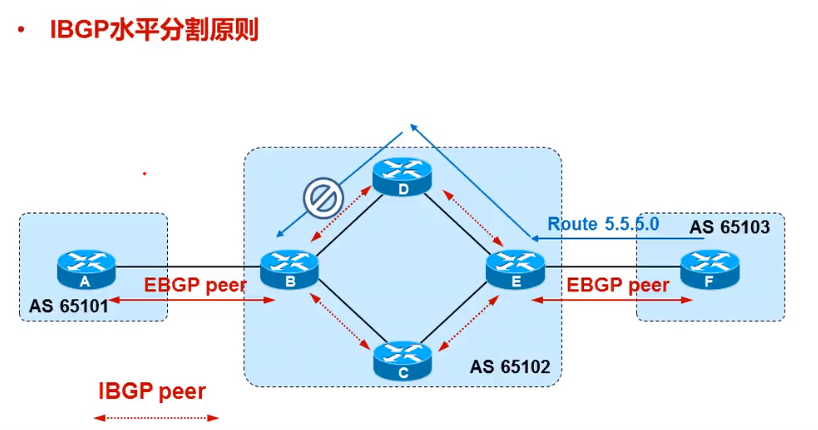 • IBGP水平分割原则
D
Route 5.5.5.0
AS 65103
A
EBGP peer
B
E
EBGP peer
F
AS 65101
C
AS 65102
IBGP peer